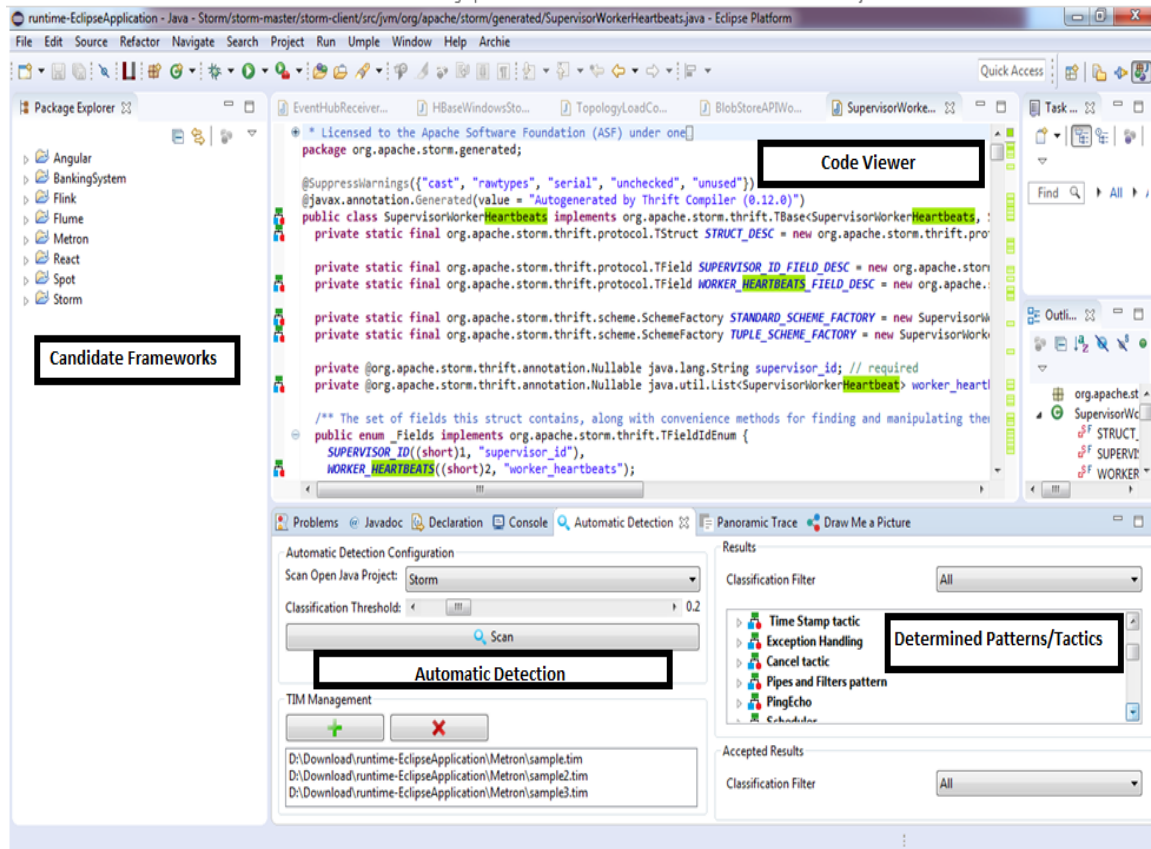 runtime-EclipseApplication - Java - Storm/storm-master/storm-client/src/jvm/org/apache/storm/generated/SupervisorWorkerHeartbeats.java - Eclipse Platform
File Edit Source Refactor Navigate Search Project Run Umple Window Help Archie
Quick Access
Package Explorer
Angular
BankingSystem
Flink
Flume
Metron
React
Spot
Storm
Candidate Frameworks
EventHubReceiver... HBaseWindowsSto... TopologyLoadCo... BlobStoreAPIWo... SupervisorWorke...
* Licensed to the Apache Software Foundation (ASF) under one
package org.apache.storm.generated;
Code Viewer
@SuppressWarnings({"cast", "rawtypes", "serial", "unchecked", "unused"})
@javax.annotation.Generated(value = "Autogenerated by Thrift Compiler (0.12.0)")
public class SupervisorWorkerHeartbeats implements org.apache.storm.thrift.TBase<SupervisorWorkerHeartbeats,
private static final org.apache.storm.thrift.protocol.TStruct STRUCT_DESC = new org.apache.storm.thrift.pro
private static final org.apache.storm.thrift.protocol.TField SUPERVISOR_ID_FIELD_DESC = new org.apache.stor
private static final org.apache.storm.thrift.protocol.TField WORKER_HEARTBEATS_FIELD_DESC = new org.apache.
private static final org.apache.storm.thrift.scheme.SchemeFactory STANDARD_SCHEME_FACTORY = new SupervisorW
private static final org.apache.storm.thrift.scheme.SchemeFactory TUPLE_SCHEME_FACTORY = new SupervisorWork
private @org.apache.storm.thrift.annotation.Nullable java.lang.String supervisor_id; // required
private @org.apache.storm.thrift.annotation.Nullable java.util.List<SupervisorWorkerHeartbeat> worker_heart
/** The set of fields this struct contains, along with convenience methods for finding and manipulating the
public enum _Fields implements org.apache.storm.thrift.TFieldIdEnum {
SUPERVISOR_ID((short)1, "supervisor_id"),
WORKER_HEARTBEATS((short)2, "worker_heartbeats");
Task ...
Find All
Outli...
org.apache.st
SupervisorWc
STRUCT_
SUPERVI
WORKER
Problems Javadoc Declaration Console Automatic Detection Panoramic Trace Draw Me a Picture
Automatic Detection Configuration
Scan Open Java Project: Storm
Classification Threshold: 0.2
Scan
Automatic Detection
TIM Management
D:\Download\runtime-EclipseApplication\Metron\sample.tim
D:\Download\runtime-EclipseApplication\Metron\sample2.tim
D:\Download\runtime-EclipseApplication\Metron\sample3.tim
Results
Classification Filter All
Time Stamp tactic
Exception Handling
Cancel tactic
Pipes and Filters pattern
PingEcho
Scheduler
Determined Patterns/Tactics
Accepted Results
Classification Filter All